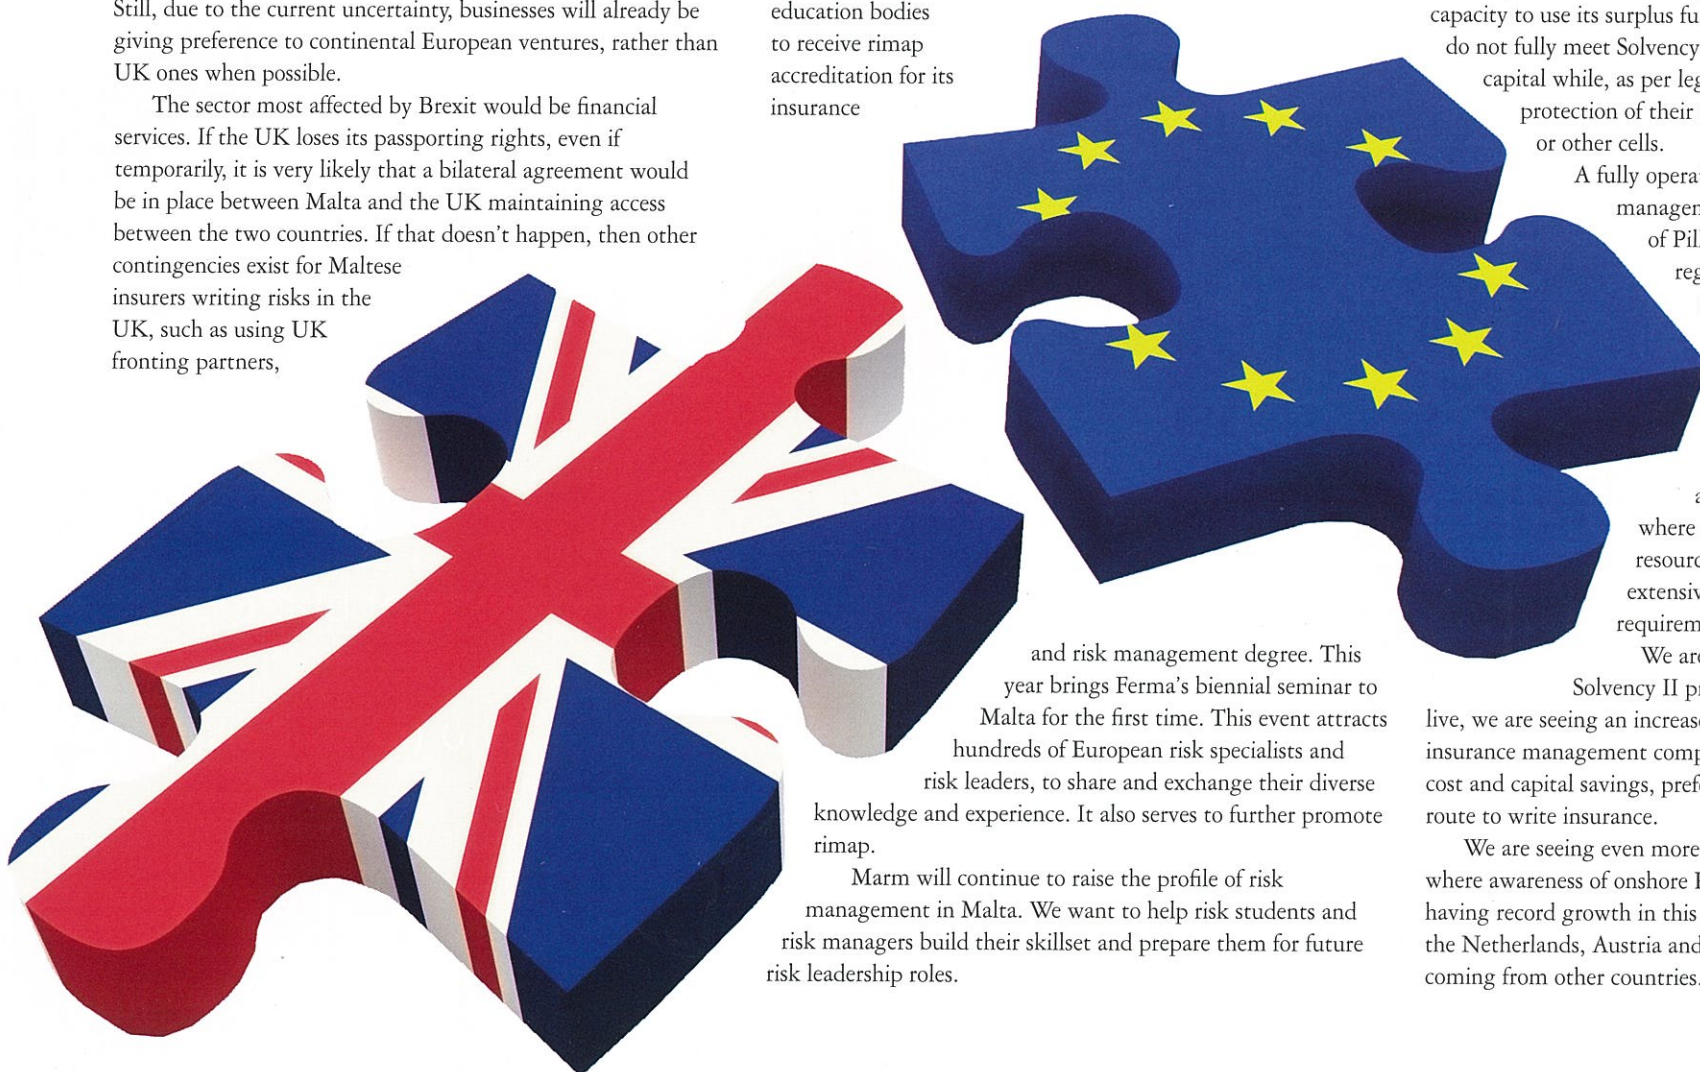 Still, due to the current uncertainty, businesses will already be
giving preference to continental European ventures, rather than
UK ones when possible.
The sector most affected by Brexit would be financial
services. If the UK loses its passporting rights, even if
temporarily, it is very likely that a bilateral agreement would
be in place between Malta and the UK maintaining access
between the two countries. If that doesn't happen, then other
contingencies exist for Maltese
insurers writing risks in the
UK, such as using UK
fronting partners,
education bodies
to receive rimap
accreditation for its
insurance
and risk management degree. This
year brings Ferma's biennial seminar to
Malta for the first time. This event attracts
hundreds of European risk specialists and
risk leaders, to share and exchange their diverse
knowledge and experience. It also serves to further promote
rimap.
Marm will continue to raise the profile of risk
management in Malta. We want to help risk students and
risk managers build their skillset and prepare them for future
risk leadership roles.
capacity to use its surplus
do not fully meet Solvency
capital while, as per
protection of their
or other cells.
A fully
of
where
We are
Solvency II
live, we are seeing an
insurance management
cost and capital savings,
route to write insurance.
We are seeing even more
where awareness of onshore
having record growth in this
the Netherlands, Austria and
coming from other countries.